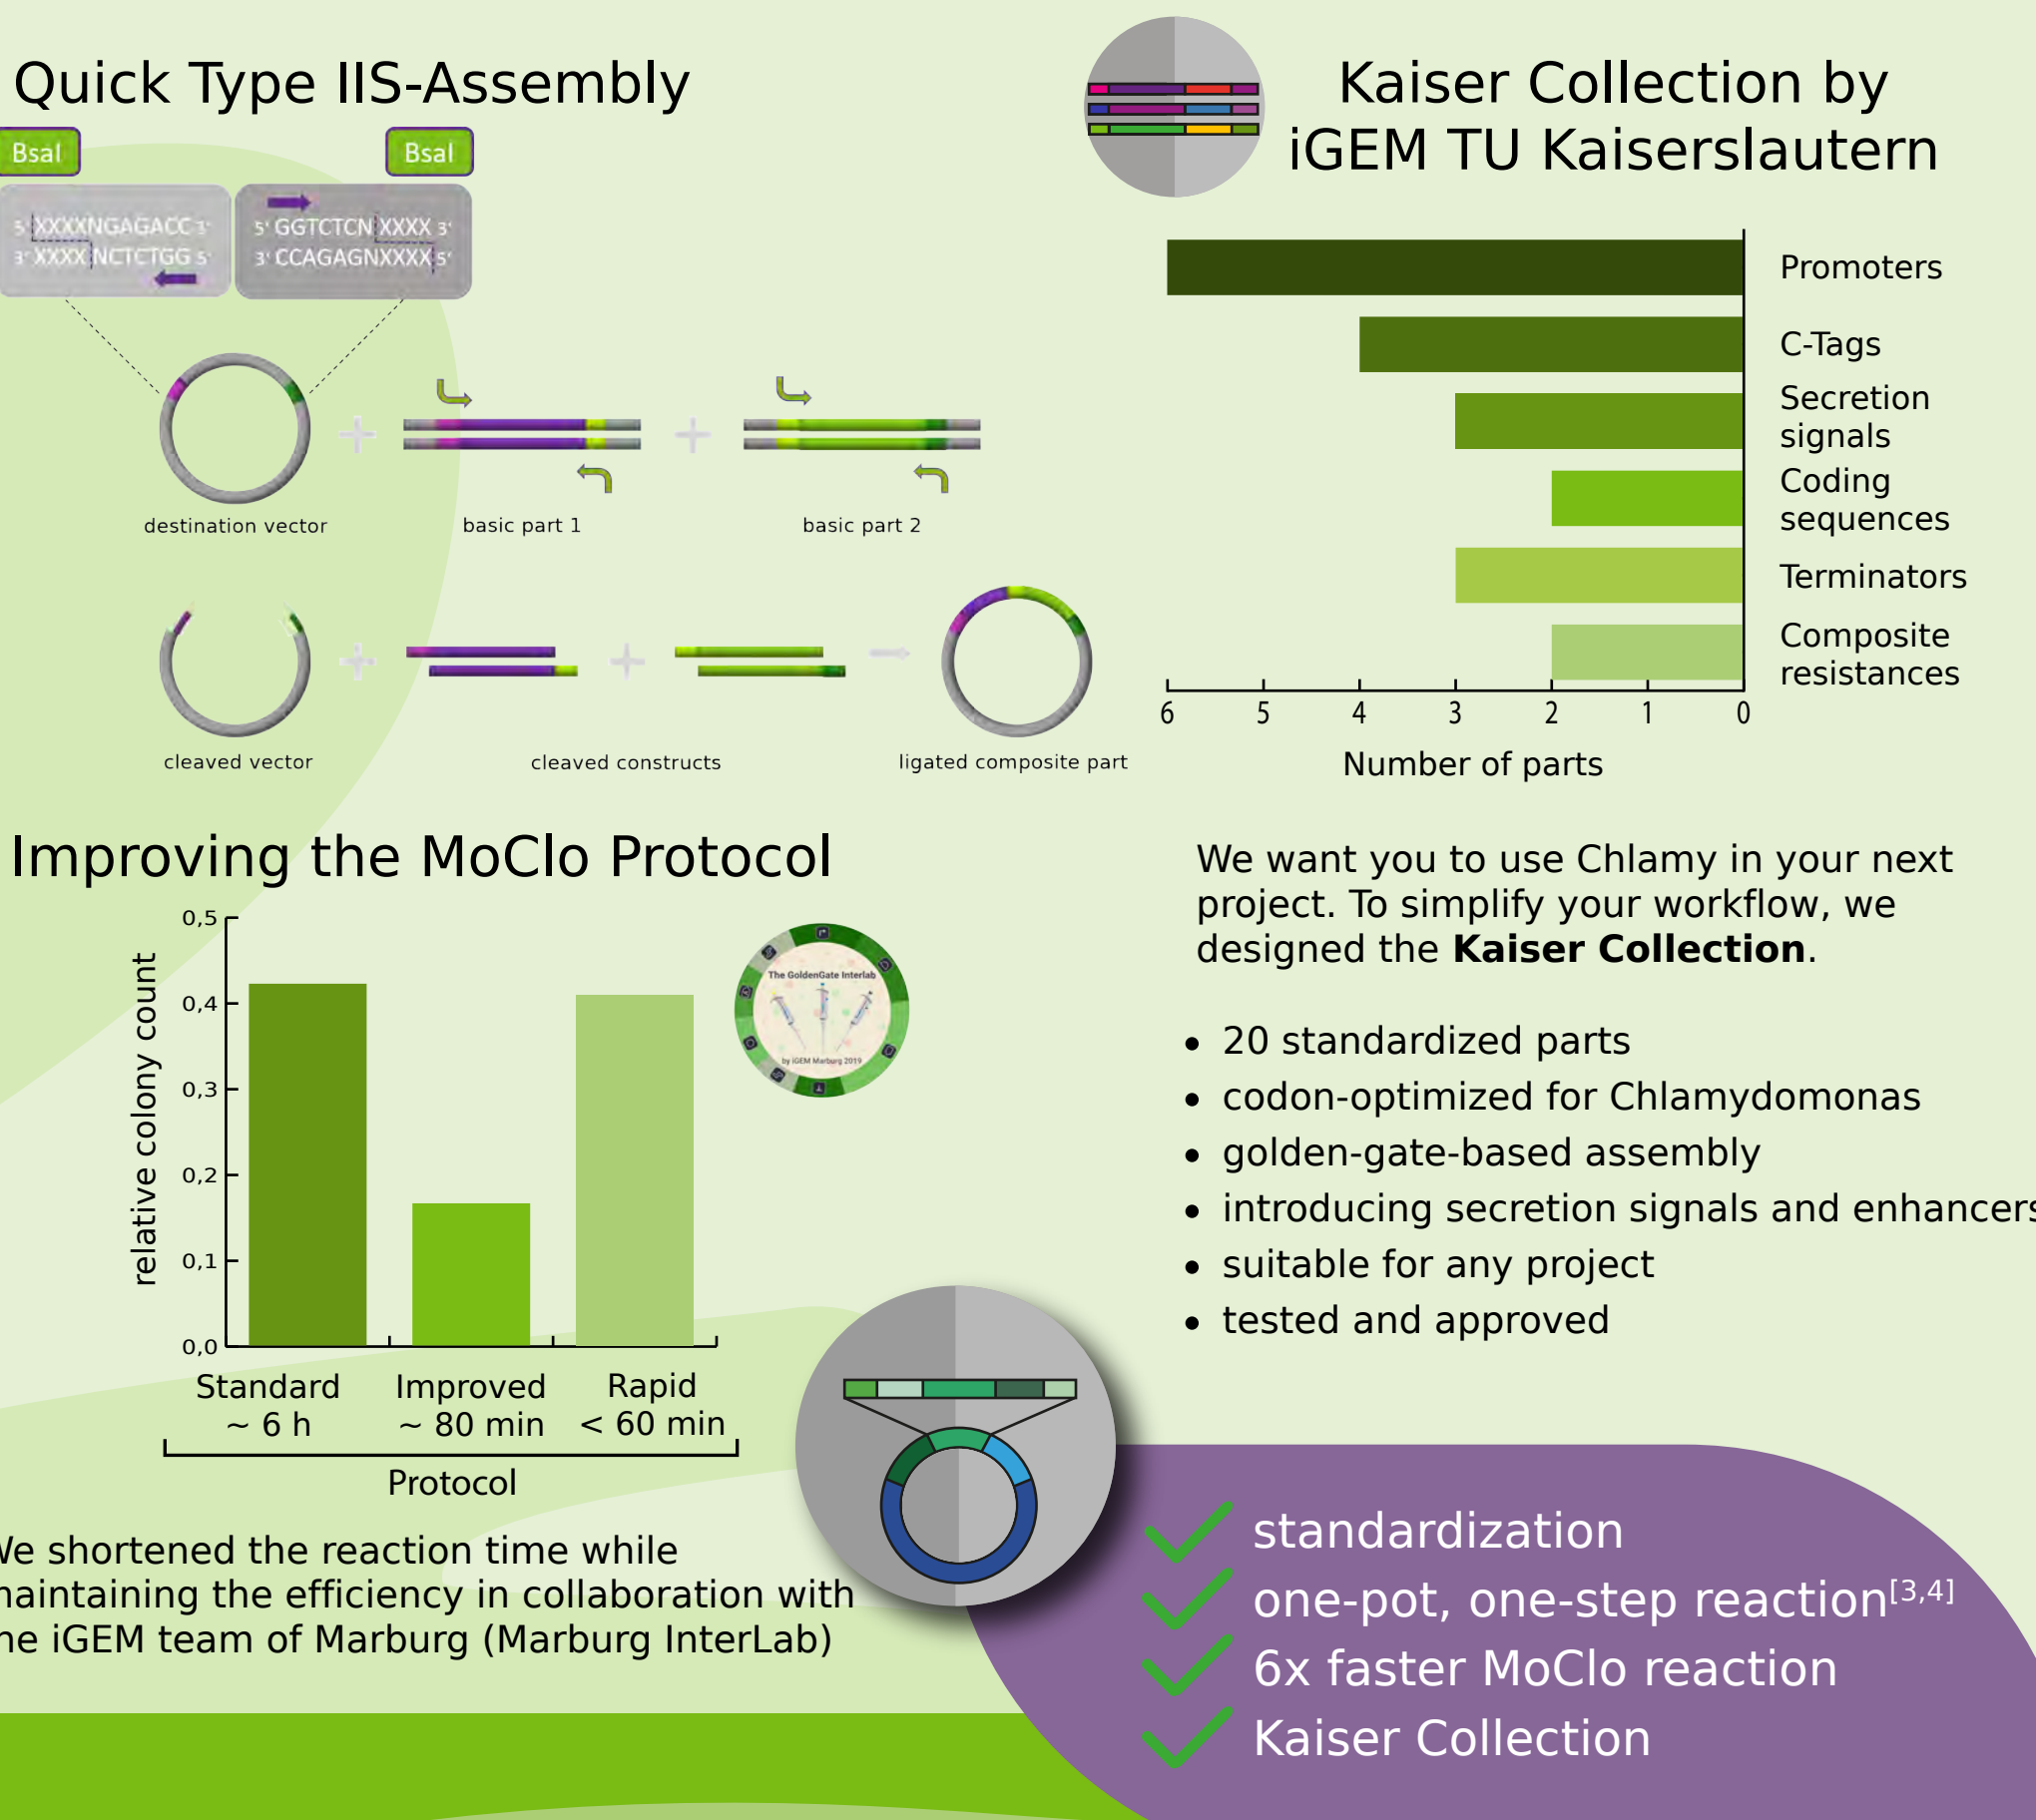 Quick Type IIS-Assembly
BsaI
BsaI
5' XXXXNGAGACC 3'
3' XXXX NCTCTGG 5'
5' GGTCTCN XXXX 3'
3' CCAGAGNXXXX 5'
destination vector
basic part 1
basic part 2
cleaved vector
cleaved constructs
ligated composite part
Kaiser Collection by
iGEM TU Kaiserslautern
Promoters
C-Tags
Secretion
signals
Coding
sequences
Terminators
Composite
resistances
6 5 4 3 2 1 0
Number of parts
Improving the MoClo Protocol
relative colony count
0,5
0,4
0,3
0,2
0,1
0,0
Standard
~ 6 h
Improved
~ 80 min
Rapid
< 60 min
Protocol
The GoldenGate Interlab
by iGEM Marburg 2019
We shortened the reaction time while
maintaining the efficiency in collaboration with
he iGEM team of Marburg (Marburg InterLab)
We want you to use Chlamy in your next
project. To simplify your workflow, we
designed the Kaiser Collection.
• 20 standardized parts
• codon-optimized for Chlamydomonas
• golden-gate-based assembly
• introducing secretion signals and enhancers
• suitable for any project
• tested and approved
standardization
one-pot, one-step reaction[3,4]
6x faster MoClo reaction
Kaiser Collection